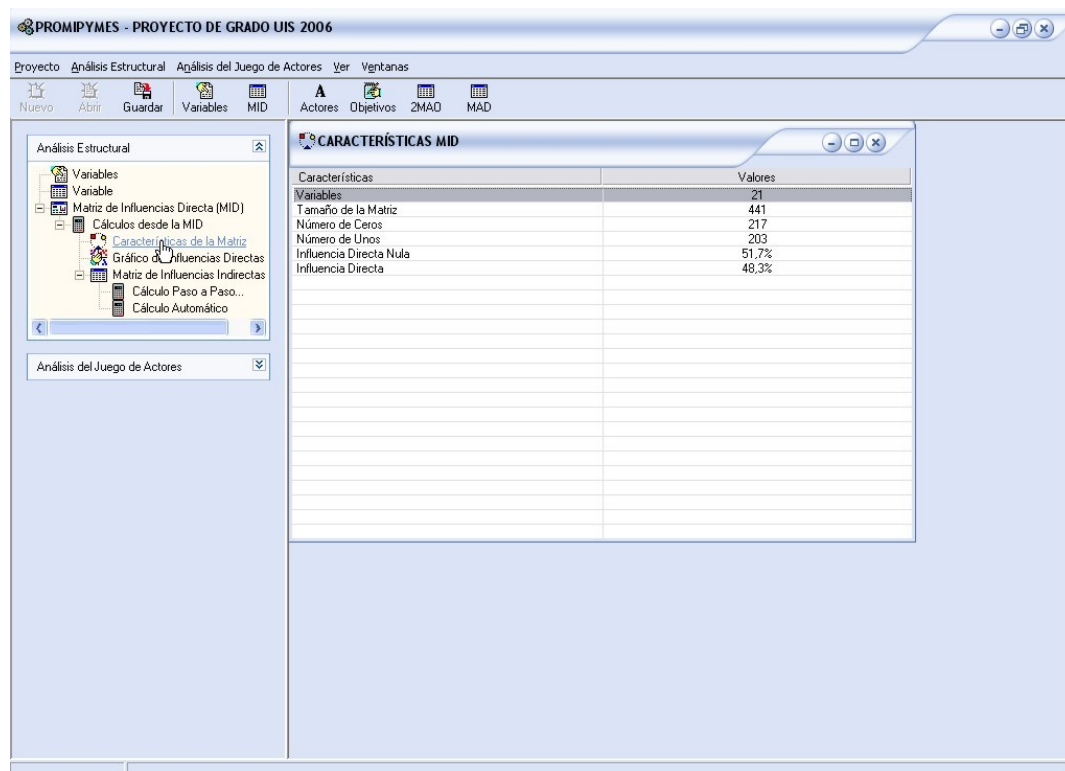 PROMIPYMES - PROYECTO DE GRADO UIS 2006
Proyecto Análisis Estructural Análisis del Juego de Actores Ver Ventanas
Nuevo Abrir Guardar Variables MID Actores Objetivos 2MAO MAD
Análisis Estructural
Variables
Variable
Matriz de Influencias Directa (MID)
Cálculos desde la MID
Características de la Matriz
Gráfico de Influencias Directas
Matriz de Influencias Indirectas
Cálculo Paso a Paso...
Cálculo Automático
Análisis del Juego de Actores
CARACTERÍSTICAS MID
Características Valores
Variables 21
Tamaño de la Matriz 441
Número de Ceros 217
Número de Unos 203
Influencia Directa Nula 51,7%
Influencia Directa 48,3%